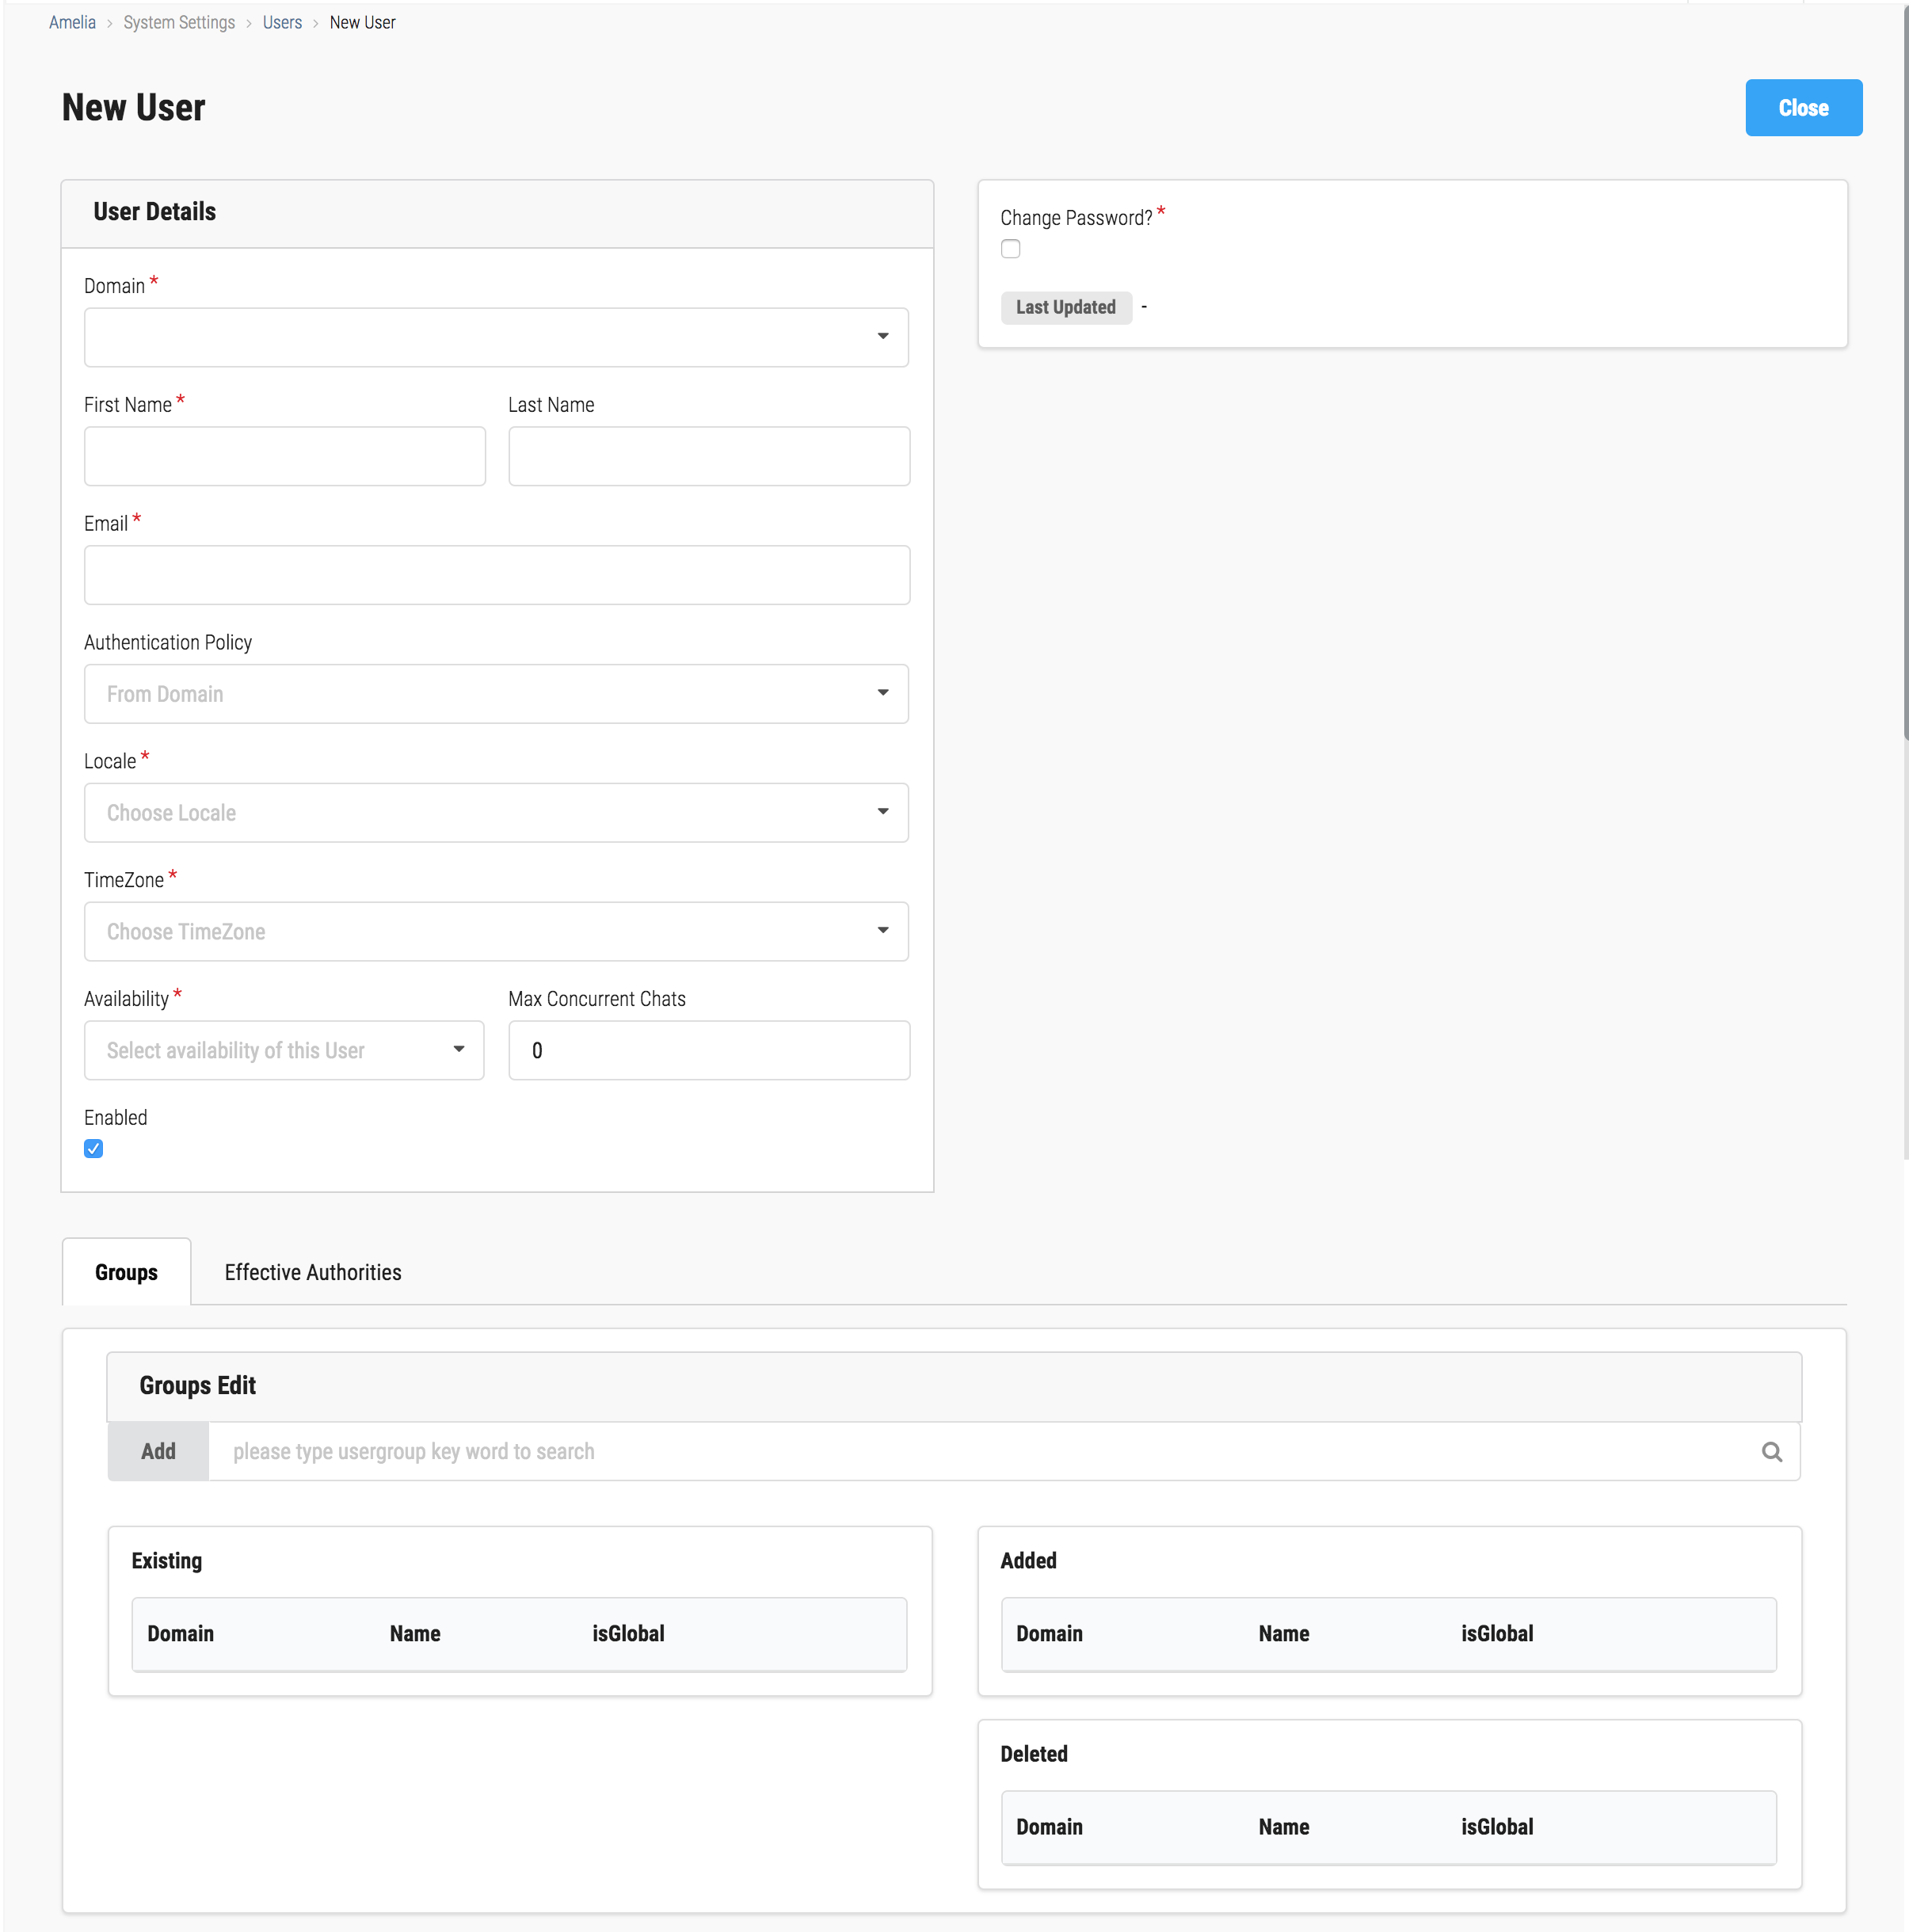 Amelia > System Settings > Users > New User
New User
Close
User Details
Domain *
First Name * Last Name
Email *
Authentication Policy
From Domain
Locale *
Choose Locale
TimeZone *
Choose TimeZone
Availability * Max Concurrent Chats
Select availability of this User 0
Enabled
Change Password? *
Last Updated -
Groups Effective Authorities
Groups Edit
Add please type usergroup key word to search
Existing
Domain Name isGlobal
Added
Domain Name isGlobal
Deleted
Domain Name isGlobal